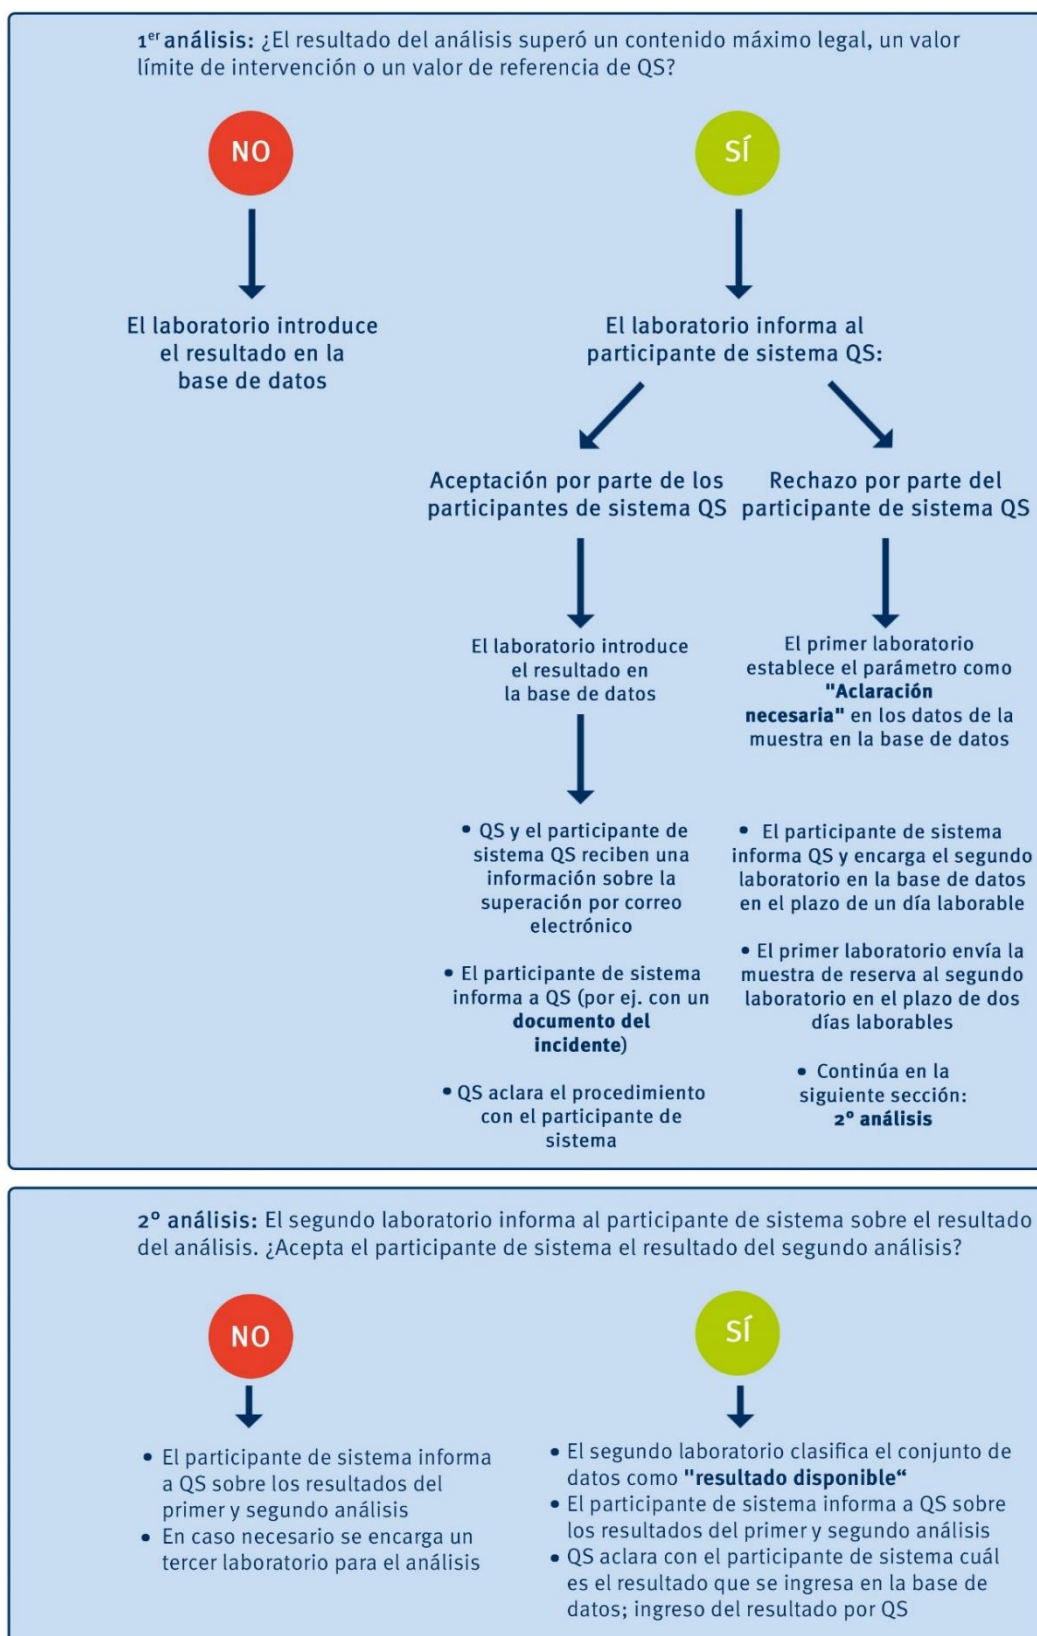 1er análisis: ¿El resultado del análisis superó un contenido máximo legal, un valor
límite de intervención o un valor de referencia de QS?
NO
SÍ
El laboratorio introduce
el resultado en la
base de datos
El laboratorio informa al
participante de sistema QS:
Aceptación por parte de los
participantes de sistema QS
Rechazo por parte del
participante de sistema QS
El laboratorio introduce
el resultado en
la base de datos
El primer laboratorio
establece el parámetro como
"Aclaración
necesaria" en los datos de la
muestra en la base de datos
• QS y el participante de
sistema QS reciben una
información sobre la
superación por correo
electrónico
• El participante de sistema
informa a QS (por ej. con un
documento del
incidente)
• QS aclara el procedimiento
con el participante de
sistema
• El participante de sistema
informa QS y encarga el segundo
laboratorio en la base de datos
en el plazo de un día laborable
• El primer laboratorio envía la
muestra de reserva al segundo
laboratorio en el plazo de dos
días laborables
• Continúa en la
siguiente sección:
2º análisis
2º análisis: El segundo laboratorio informa al participante de sistema sobre el resultado
del análisis. ¿Acepta el participante de sistema el resultado del segundo análisis?
NO
SÍ
• El participante de sistema informa
a QS sobre los resultados del
primer y segundo análisis
• En caso necesario se encarga un
tercer laboratorio para el análisis
• El segundo laboratorio clasifica el conjunto de
datos como "resultado disponible“
• El participante de sistema informa a QS sobre
los resultados del primer y segundo análisis
• QS aclara con el participante de sistema cuál
es el resultado que se ingresa en la base de
datos; ingreso del resultado por QS